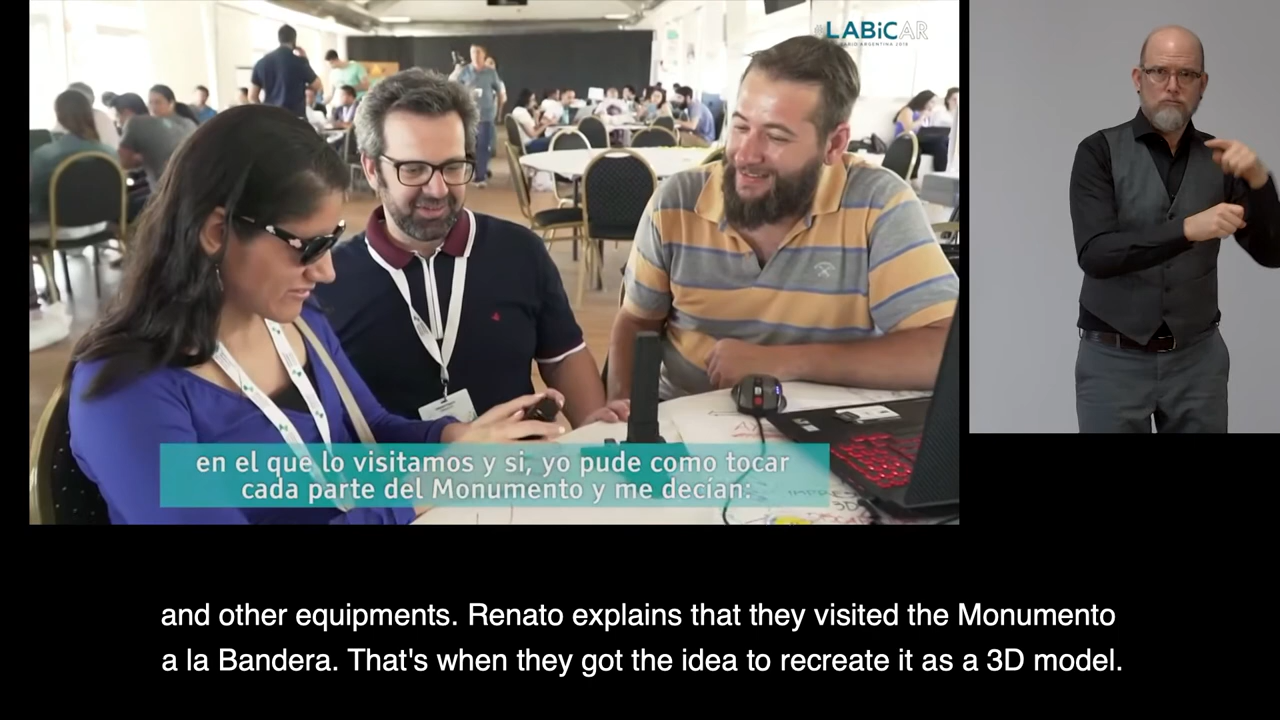 LABiCAR
en el que lo visitamos y si, yo pude como tocar
cada parte del Monumento y me decían:
3D
and other equipments. Renato explains that they visited the Monumento
a la Bandera. That's when they got the idea to recreate it as a 3D model.